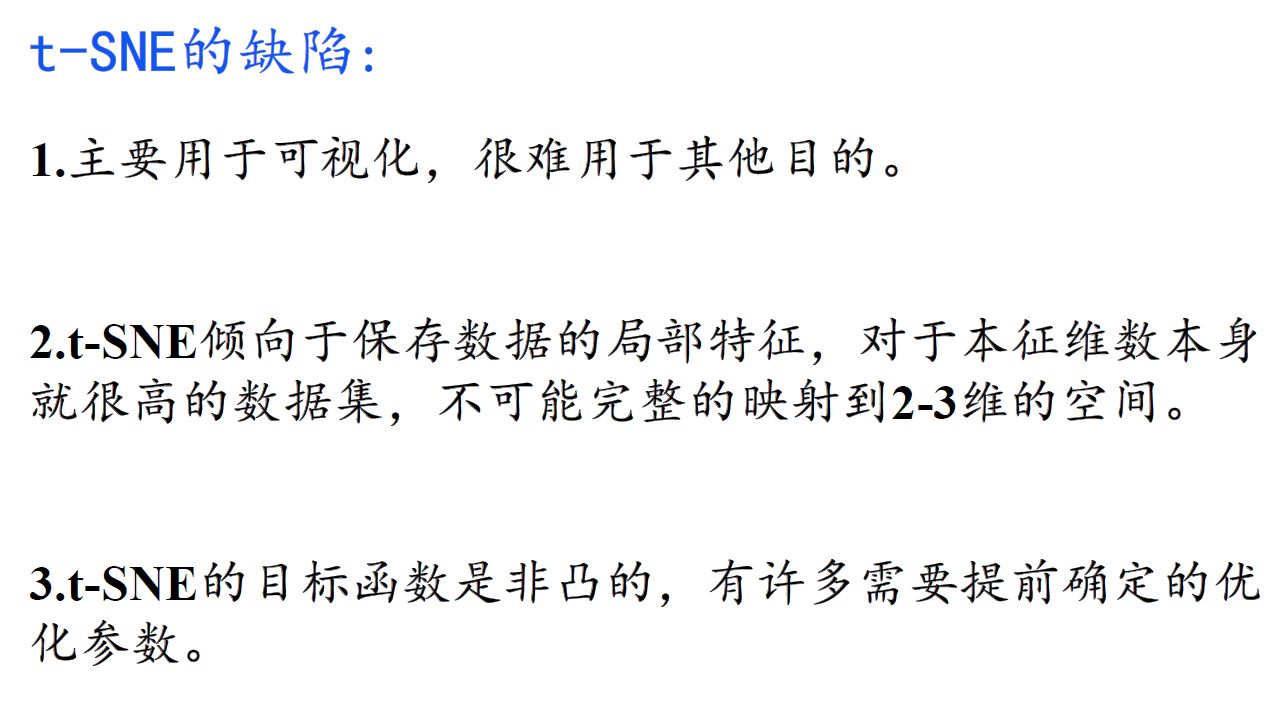 t-SNE的缺陷:
1.主要用于可视化，很难用于其他目的。
2.t-SNE倾向于保存数据的局部特征，对于本征维数本身
就很高的数据集，不可能完整的映射到2-3维的空间。
3.t-SNE的目标函数是非凸的，有许多需要提前确定的优
化参数。